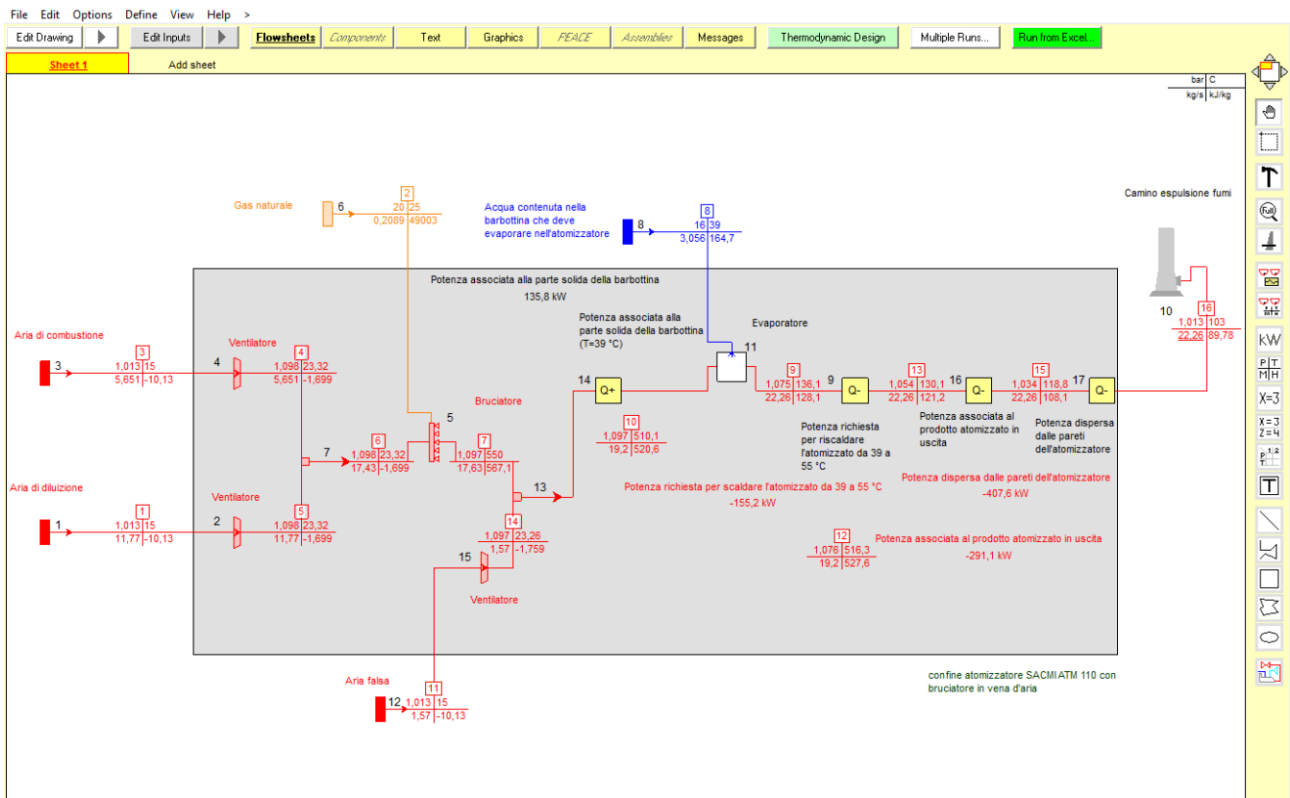 File Edit Options Define View Help >
Edit Drawing Edit Inputs Flowsheets Components Text Graphics PEACE Assemblies Messages Thermodynamic Design Multiple Runs... Run from Excel...
Sheet 1 Add sheet
bar C
kg/s kJ/kg
kW
P T
M H
X=3
X=3
Z=4
Full
T
Camino espulsione fumi
10
16
1,013 103
22,26 89,78
Gas naturale
6
2
20 25
0,2089 49003
Acqua contenuta nella
barbottina che deve
evaporare nell'atomizzatore
8
8
16 39
3,056 164,7
Potenza associata alla parte solida della barbottina
135,8 kW
Potenza associata alla
parte solida della barbottina
(T=39 °C)
Evaporatore
11
Aria di combustione
3
3
1,013 15
5,651 -10,13
Ventilatore
4
4
1,098 23,32
5,651 -1,699
Bruciatore
5
14
Q+
9
1,075 136,1
22,26 128,1
9
Q-
13
1,054 130,1
22,26 121,2
16
Q-
15
1,034 118,8
22,26 108,1
17
Q-
10
1,097 510,1
19,2 520,6
Potenza richiesta
per riscaldare
l'atomizzato da 39 a
55 °C
Potenza associata al
prodotto atomizzato in
uscita
Potenza dispersa
dalle pareti
dell'atomizzatore
7
6
1,098 23,32
17,43 -1,699
7
1,097 550
17,63 567,1
13
Potenza richiesta per scaldare l'atomizzato da 39 a 55 °C
-155,2 kW
Potenza dispersa dalle pareti dell'atomizzatore
-407,6 kW
Aria di diluizione
1
1
1,013 15
11,77 -10,13
Ventilatore
2
5
1,098 23,32
11,77 -1,699
14
1,097 23,26
1,57 -1,759
15
Ventilatore
12
1,076 516,3
19,2 527,6
Potenza associata al prodotto atomizzato in uscita
-291,1 kW
Aria falsa
12
11
1,013 15
1,57 -10,13
confine atomizzatore SACMIATM 110 con
bruciatore in vena d'aria